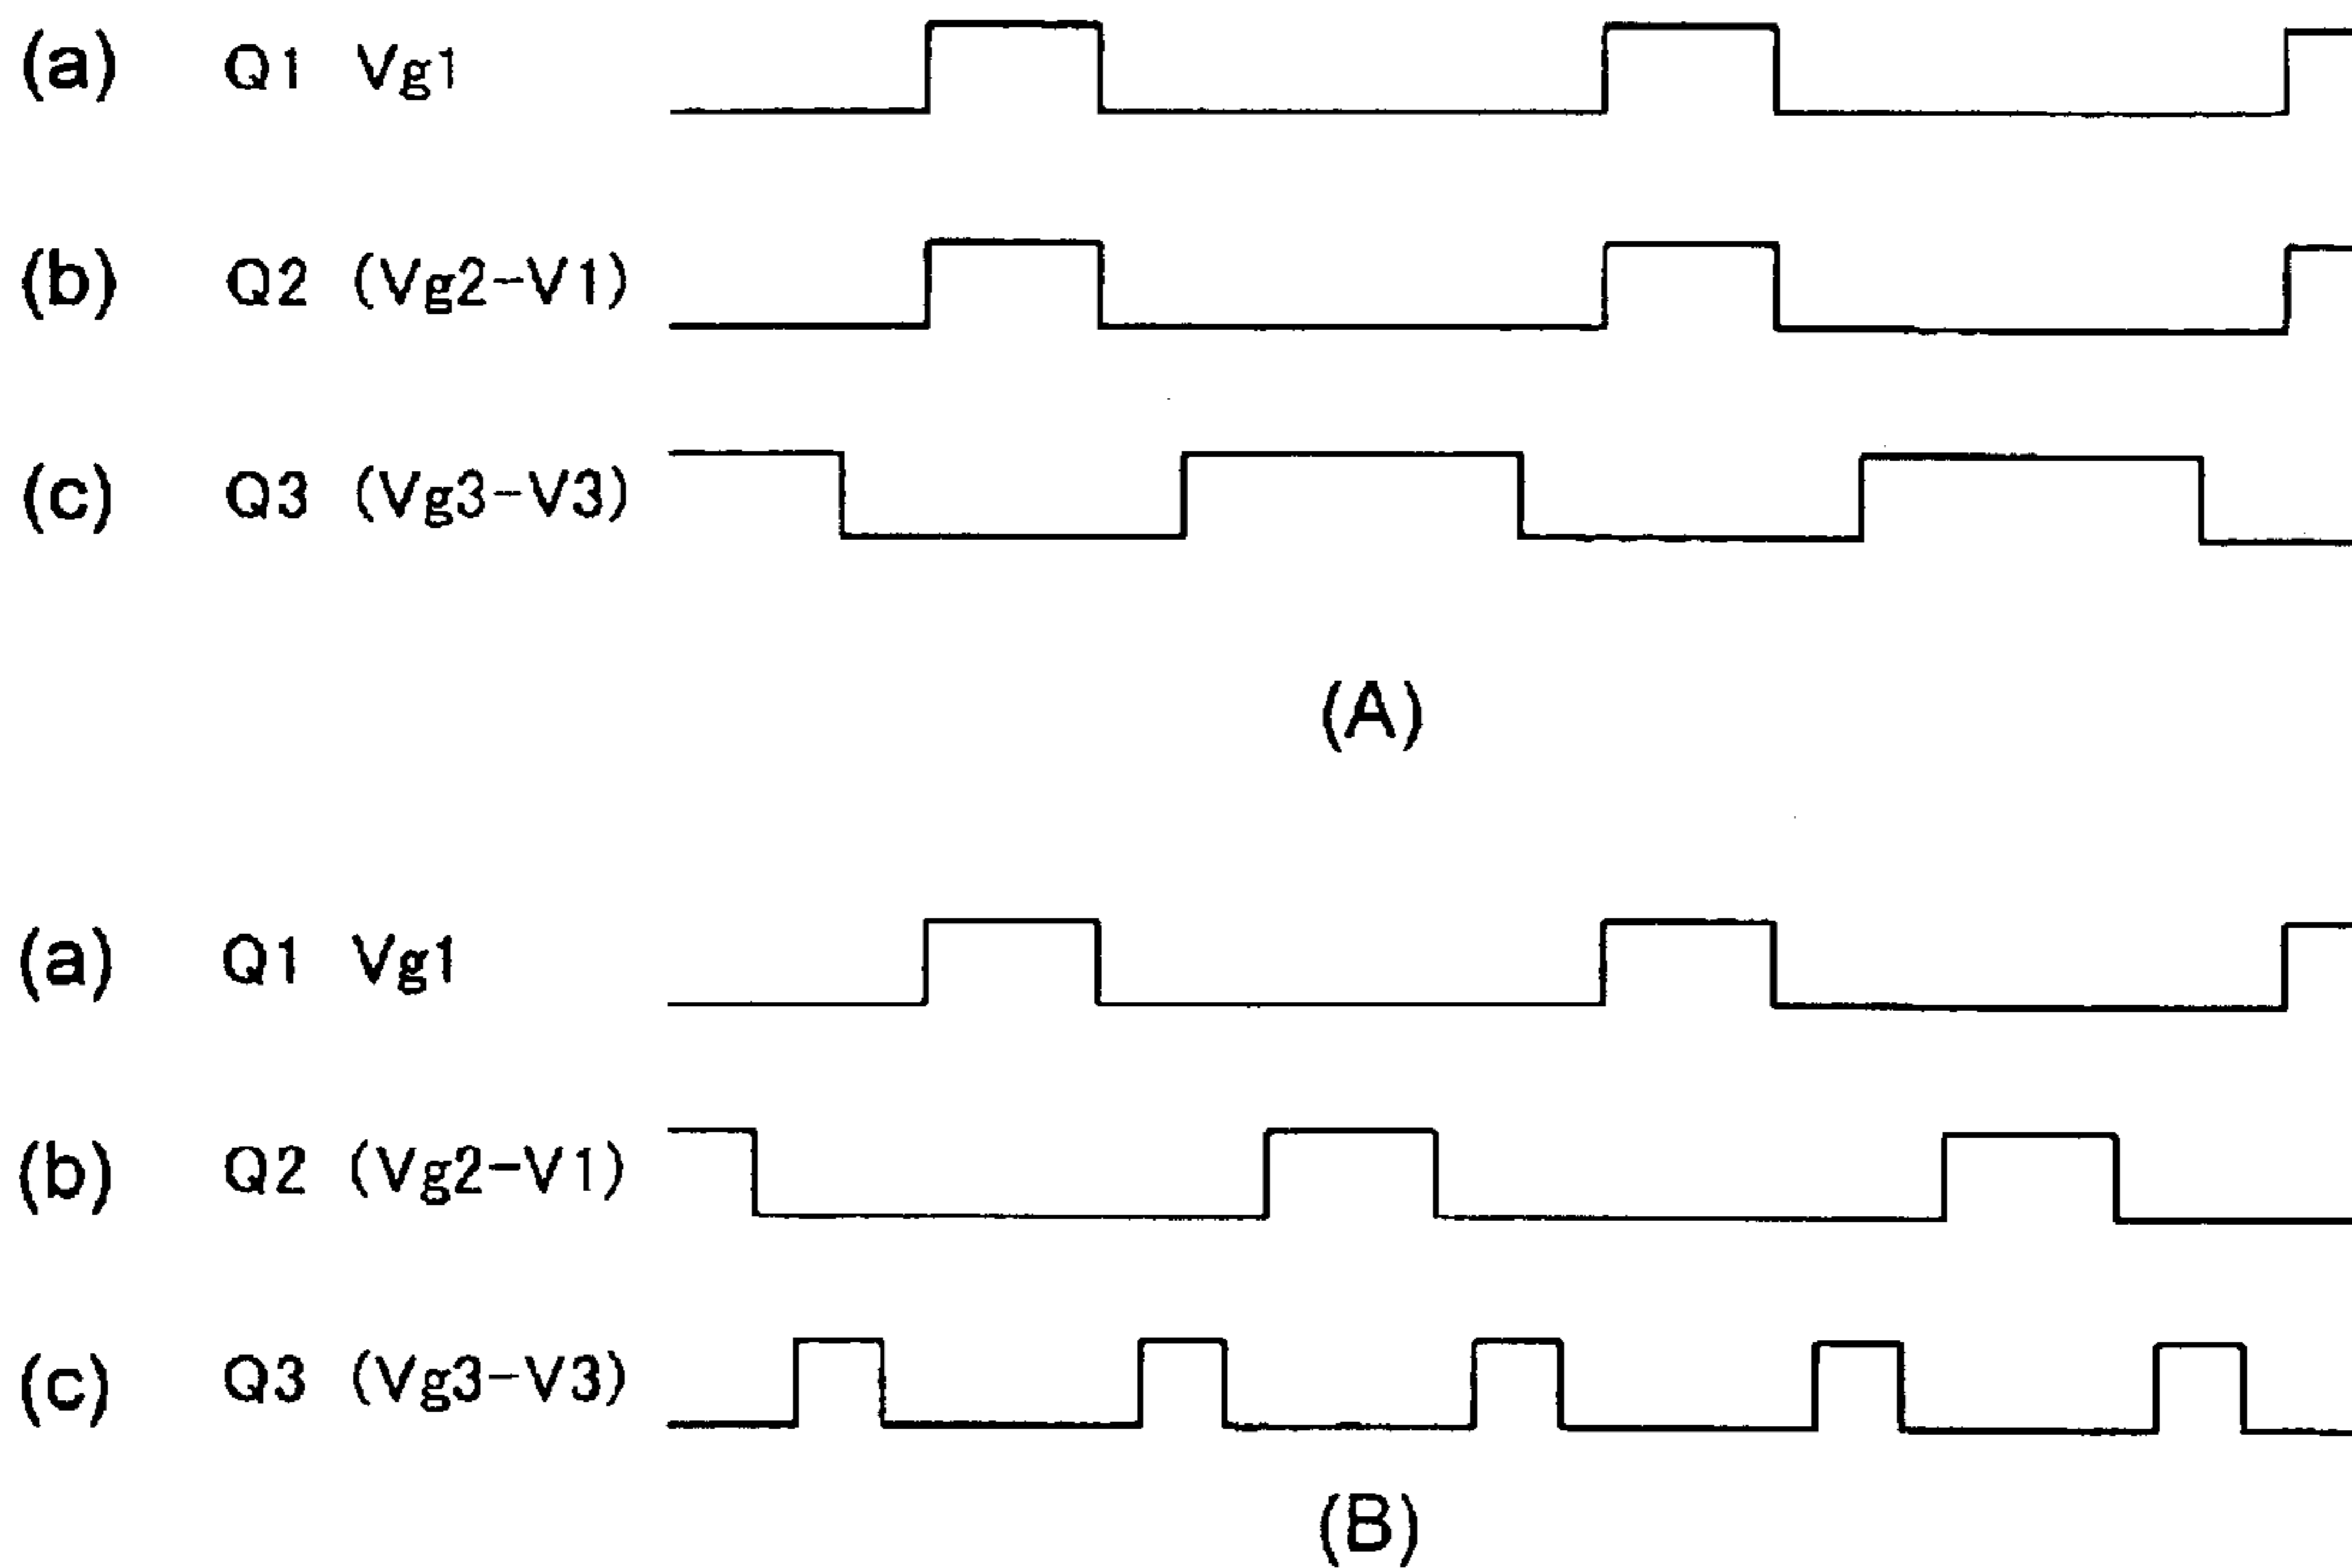 (a) Q1 Vg1
(b) Q2 (Vg2-V1)
(c) Q3 (Vg3-V3)
(A)
(a) Q1 Vg1
(b) Q2 (Vg2-V1)
(c) Q3 (Vg3-V3)
(B)